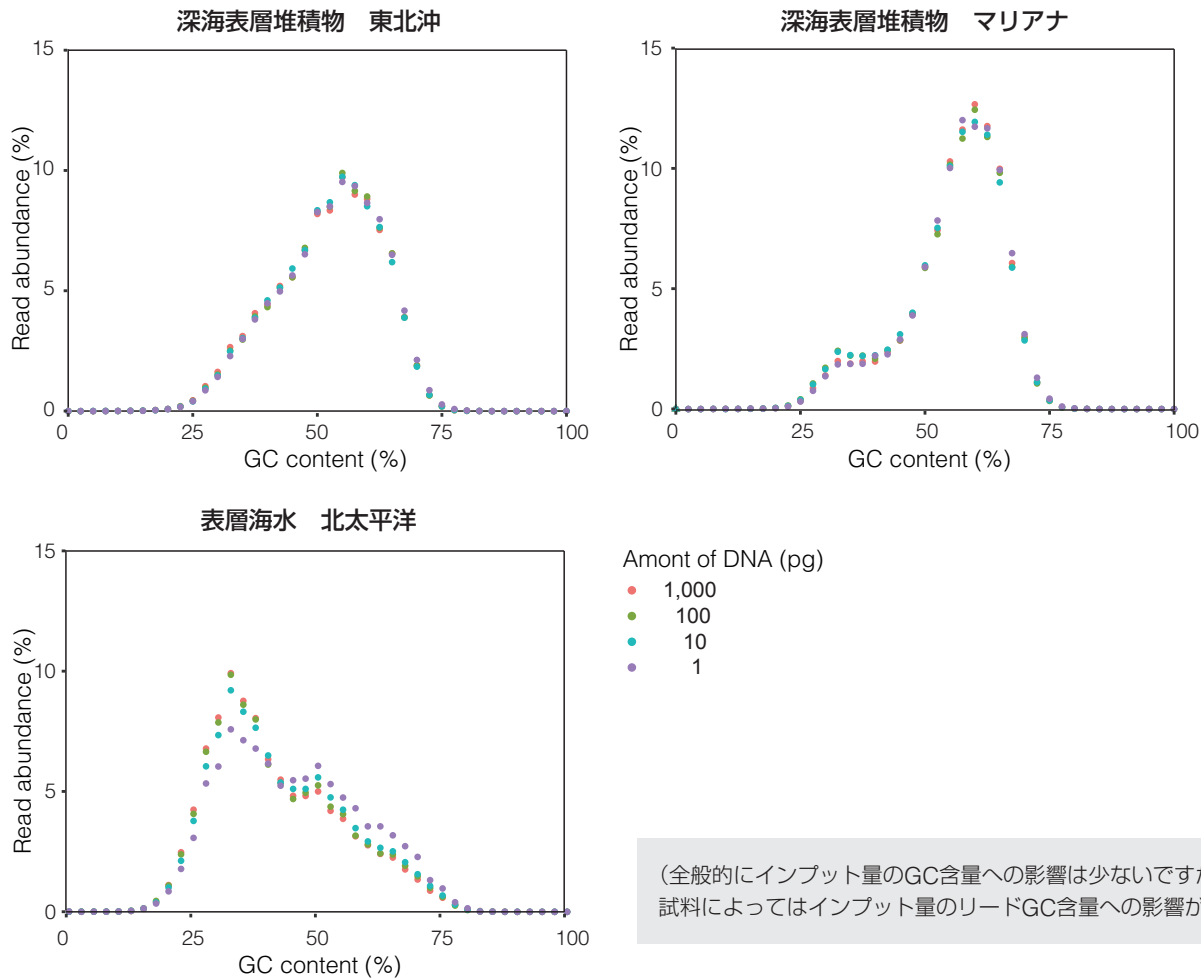 深海表層堆積物　東北沖
15
10
5
0
Read abundance (%)
0 25 50 75 100
GC content (%)
深海表層堆積物　マリアナ
15
10
5
0
Read abundance (%)
0 25 50 75 100
GC content (%)
表層海水　北太平洋
15
10
5
0
Read abundance (%)
0 25 50 75 100
GC content (%)
Amont of DNA (pg)
1,000
100
10
1
（全般的にインプット量のGC含量への影響は少ないですが
試料によってはインプット量のリードGC含量への影響が